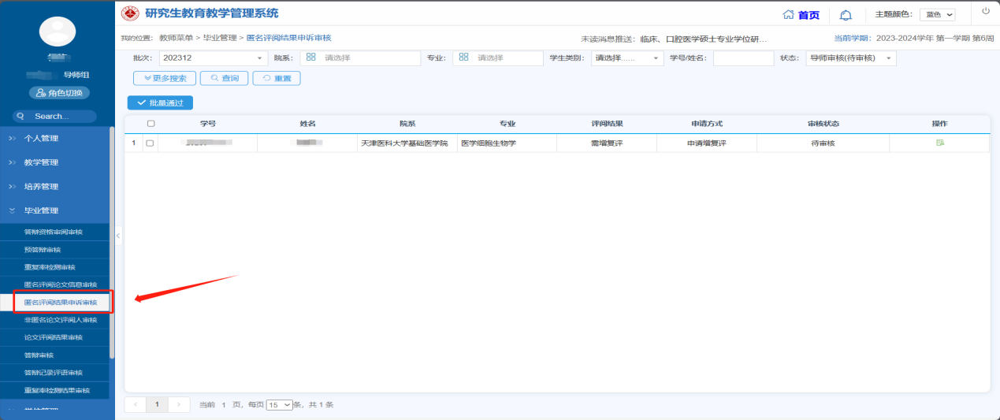 研究生教育教学管理系统
首页
主题颜色: 蓝色
我的位置: 教师菜单 > 毕业管理 > 匿名评阅结果申诉审核
未读消息推送: 临床、口腔医学硕士专业学位研...
当前学期: 2023-2024学年 第一学期 第6周
导师组
角色切换
Search...
个人管理
教学管理
培养管理
毕业管理
答辩资格审阅审核
预答辩审核
重复率检测审核
匿名评阅论文信息审核
匿名评阅结果申诉审核
非匿名论文评阅人审核
论文评阅结果审核
答辩审核
答辩记录评语审核
重复率检测结果审核
批次: 202312 院系: 请选择 专业: 请选择 学生类别: 请选择...... 学号/姓名: 状态: 导师审核(待审核)
更多搜索 查询 重置
批量通过
学号 姓名 院系 专业 评阅结果 申请方式 审核状态 操作
1 天津医科大学基础医学院 医学细胞生物学 需增复评 申请增复评 待审核
< 1 > 当前 1 页, 每页 15 条, 共 1 条